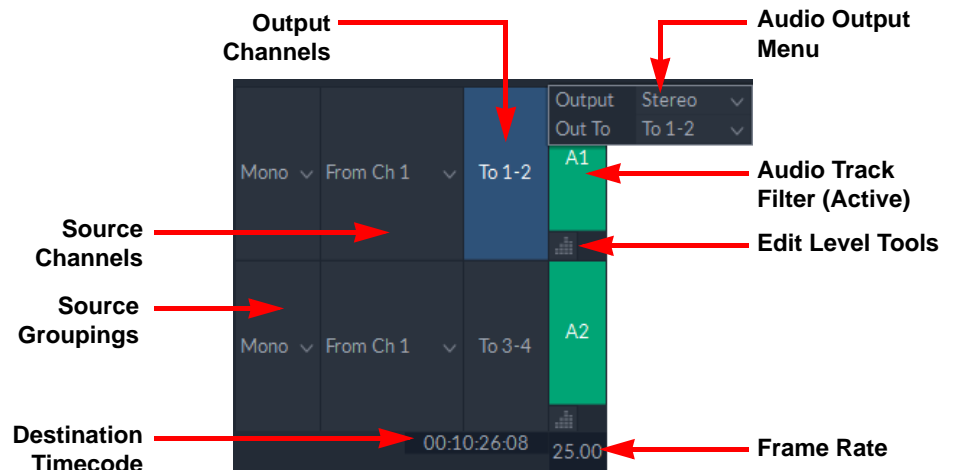 Output
Channels
Audio Output
Menu
Output Stereo
Out To To 1-2
Mono From Ch 1 To 1-2 A1
Audio Track
Filter (Active)
Source
Channels
Edit Level Tools
Source
Groupings
Mono From Ch 1 To 3-4 A2
Destination
Timecode
00:10:26:08
25.00
Frame Rate